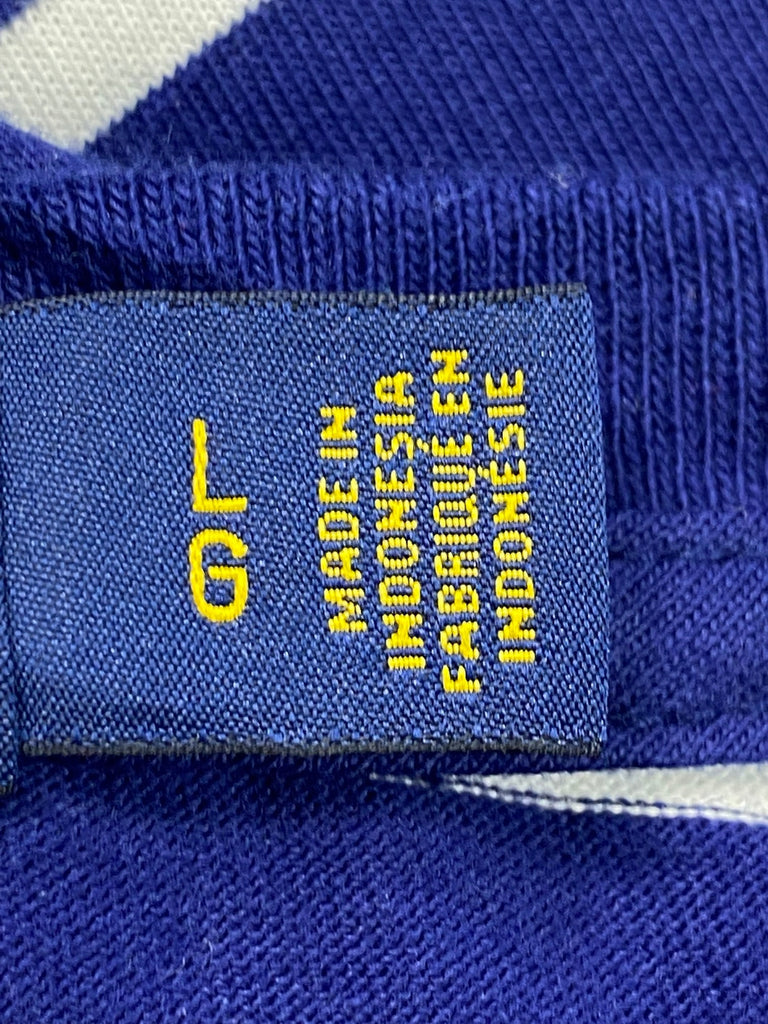 L
G
MADE IN
INDONESIA
FABRIQUÉ EN
INDONÉSIE